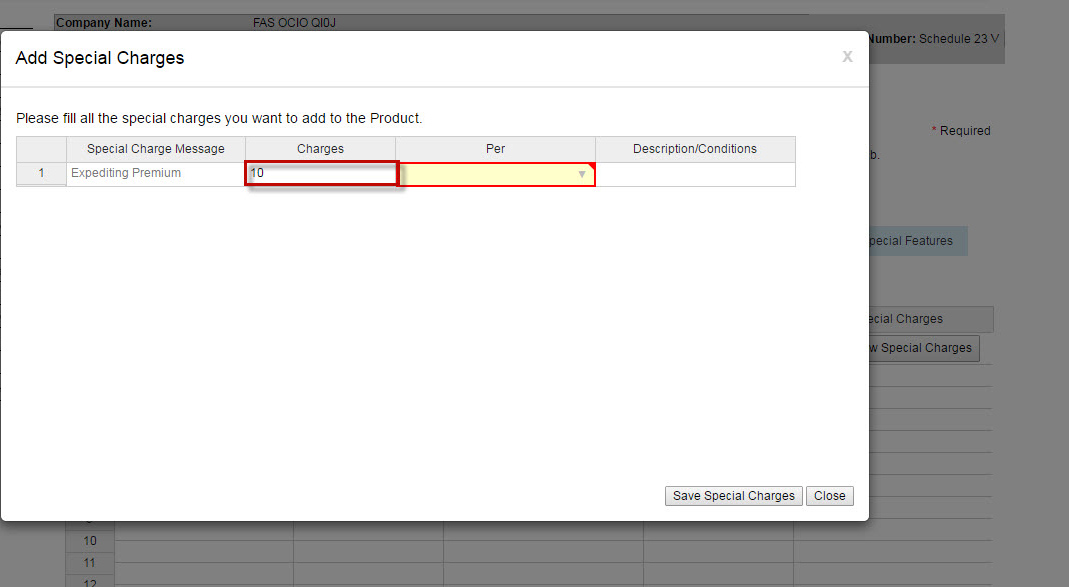 Company Name: FAS OCIO QI0J
Number: Schedule 23 V
Add Special Charges X
* Required
Please fill all the special charges you want to add to the Product.
b.
Special Charge Message Charges Per Description/Conditions
1 Expediting Premium 10
pecial Features
ecial Charges
w Special Charges
Save Special Charges Close
10
11
12